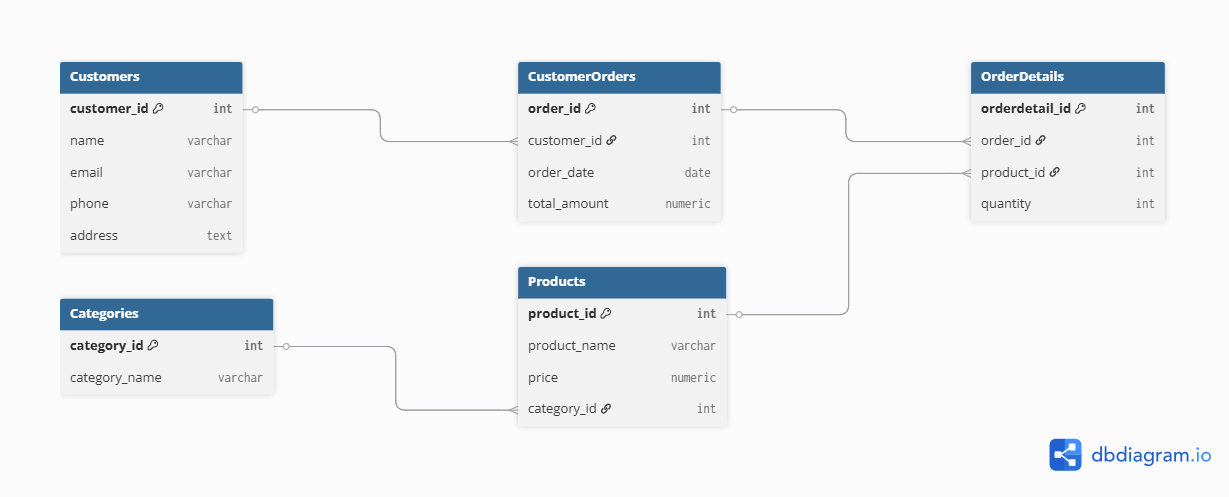 Customers
customer_id int
name varchar
email varchar
phone varchar
address text
CustomerOrders
order_id int
customer_id int
order_date date
total_amount numeric
OrderDetails
orderdetail_id int
order_id int
product_id int
quantity int
Categories
category_id int
category_name varchar
Products
product_id int
product_name varchar
price numeric
category_id int
dbdiagram.io